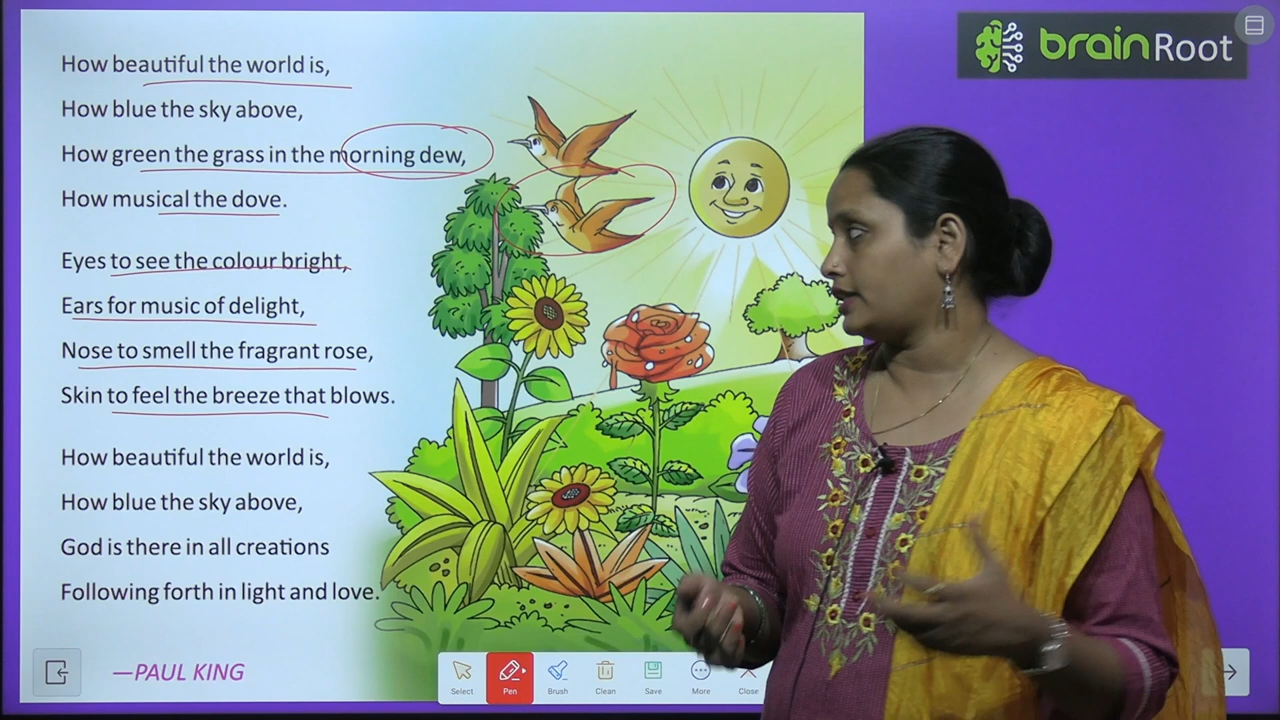 How beautiful the world is,
How blue the sky above,
How green the grass in the morning dew,
How musical the dove.
Eyes to see the colour bright,
Ears for music of delight,
Nose to smell the fragrant rose,
Skin to feel the breeze that blows.
How beautiful the world is,
How blue the sky above,
God is there in all creations
Following forth in light and love.
—PAUL KING
brainRoot
Select Pen Brush Clean Save More Close